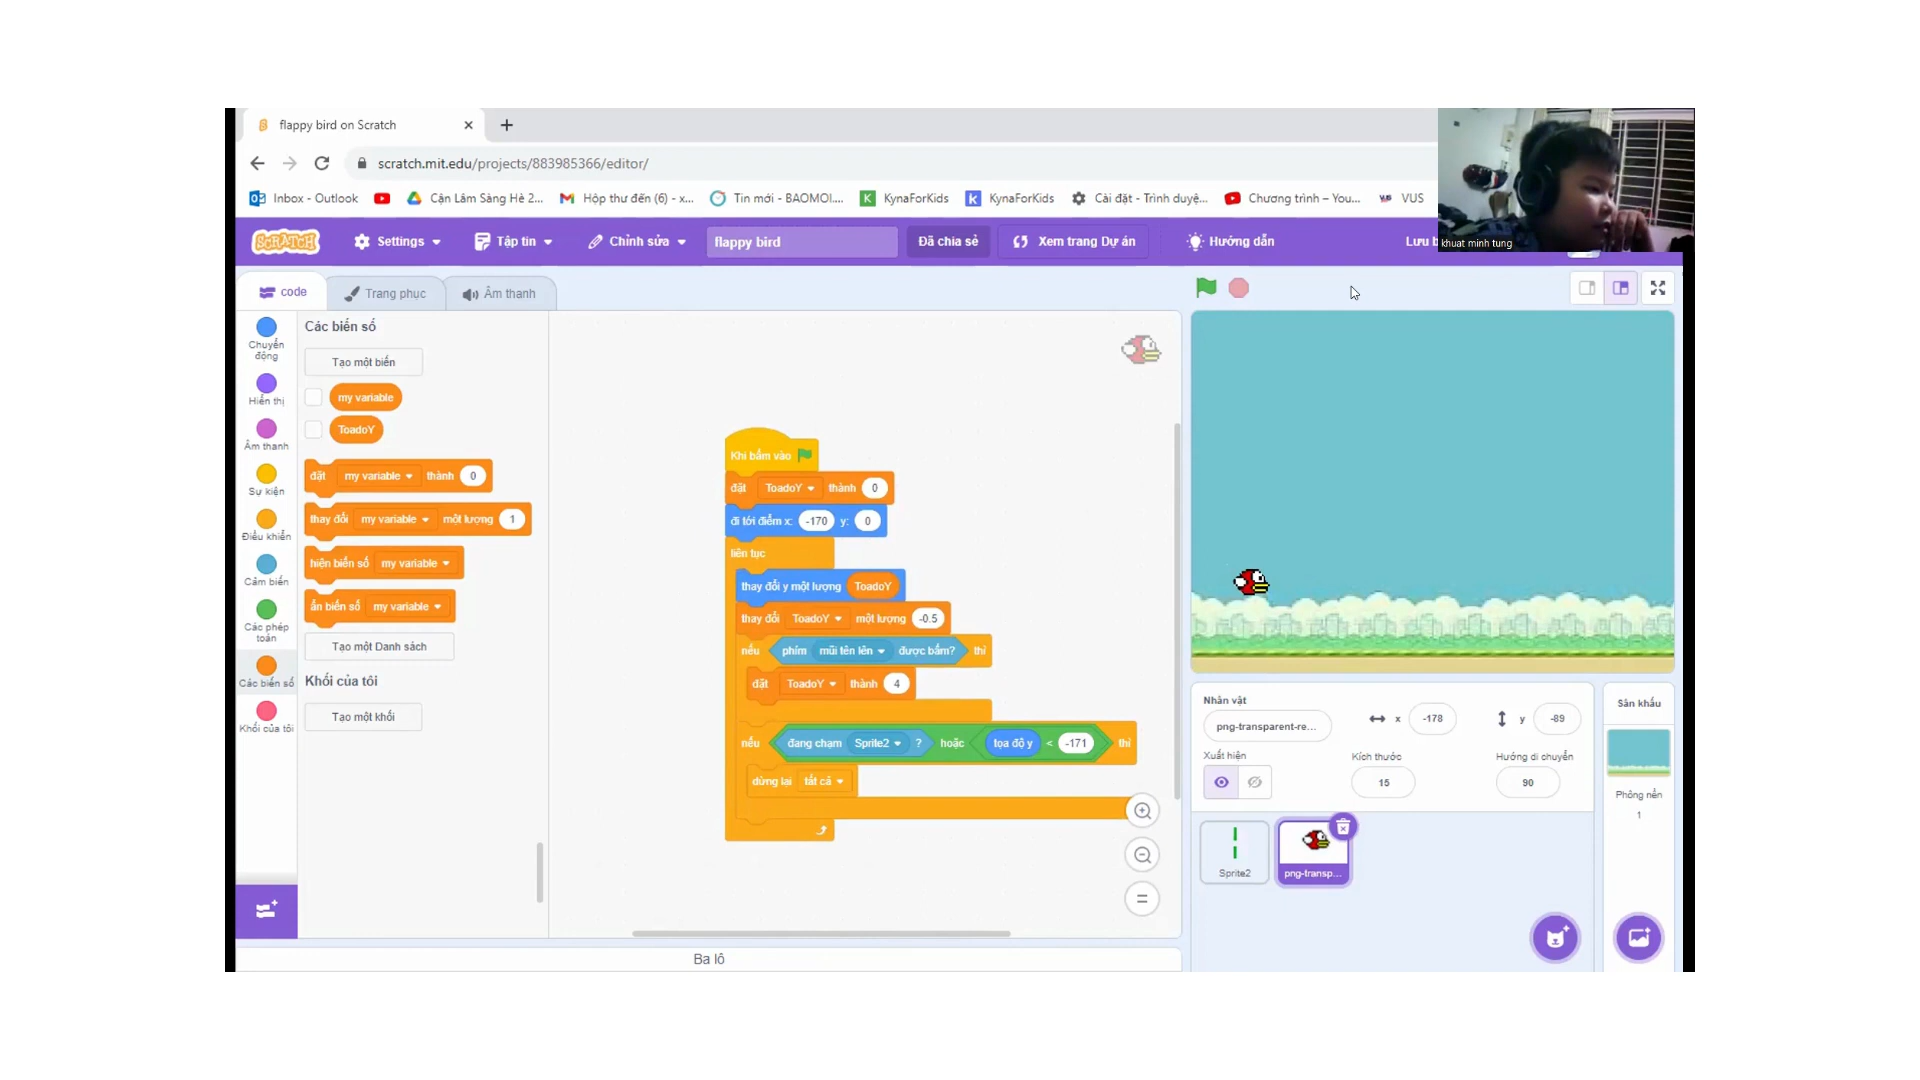 flappy bird on Scratch
scratch.mit.edu/projects/883985366/editor/
Inbox - Outlook
Cận Lâm Sàng Hè 2...
Hộp thư đến (6) - x...
Tin mới - BAOMOI....
KynaForKids
KynaForKids
Cài đặt - Trình duyệ...
Chương trình – You...
VUS
khuat minh tung
SCRATCH
Settings
Tập tin
Chỉnh sửa
flappy bird
Đã chia sẻ
Xem trang Dự án
Hướng dẫn
Lưu
code
Trang phục
Âm thanh
Chuyển động
Hiển thị
Âm thanh
Sự kiện
Điều khiển
Cảm biến
Các phép toán
Các biến số
Khối của tôi
Các biến số
Tạo một biến
my variable
ToadoY
đặt my variable thành 0
thay đổi my variable một lượng 1
hiện biến số my variable
ẩn biến số my variable
Tạo một Danh sách
Khối của tôi
Tạo một khối
Khi bấm vào
đặt ToadoY thành 0
đi tới điểm x: -170 y: 0
liên tục
thay đổi y một lượng ToadoY
thay đổi ToadoY một lượng -0.5
nếu phím mũi tên lên được bấm? thì
đặt ToadoY thành 4
nếu đang chạm Sprite2 ? hoặc tọa độ y < -171 thì
dừng lại tất cả
Ba lô
Nhân vật
png-transparent-re...
x -178
y -89
Xuất hiện
Kích thước
15
Hướng di chuyển
90
Sprite2
png-transp...
Sân khấu
Phông nền
1